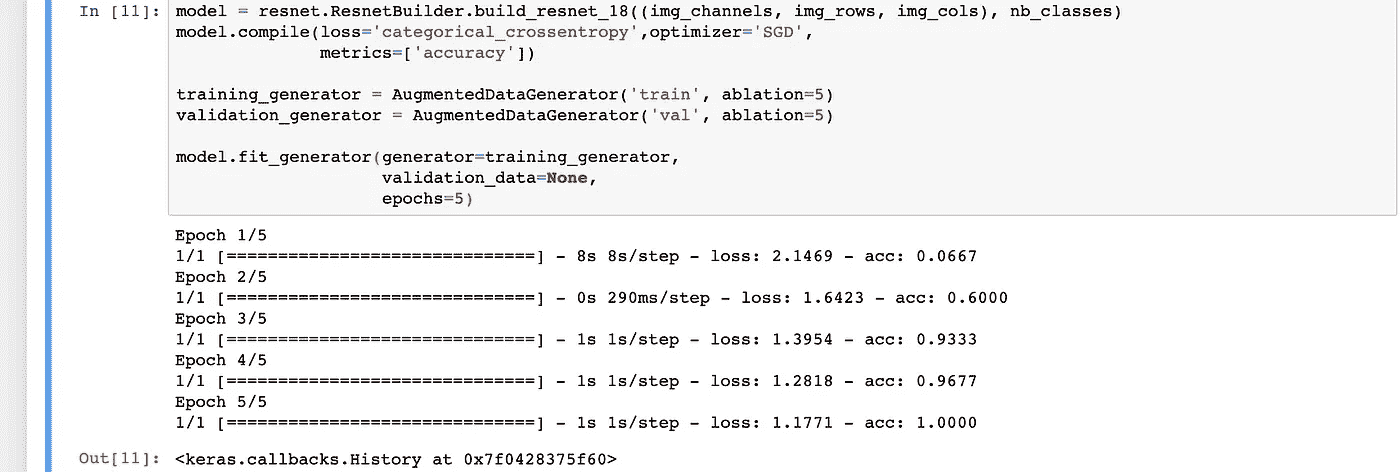 In [11]: model = resnet.ResnetBuilder.build_resnet_18((img_channels, img_rows, img_cols), nb_classes)
model.compile(loss='categorical_crossentropy',optimizer='SGD',
              metrics=['accuracy'])

training_generator = AugmentedDataGenerator('train', ablation=5)
validation_generator = AugmentedDataGenerator('val', ablation=5)

model.fit_generator(generator=training_generator,
                    validation_data=None,
                    epochs=5)
Epoch 1/5
1/1 [==============================] - 8s 8s/step - loss: 2.1469 - acc: 0.0667
Epoch 2/5
1/1 [==============================] - 0s 290ms/step - loss: 1.6423 - acc: 0.6000
Epoch 3/5
1/1 [==============================] - 1s 1s/step - loss: 1.3954 - acc: 0.9333
Epoch 4/5
1/1 [==============================] - 1s 1s/step - loss: 1.2818 - acc: 0.9677
Epoch 5/5
1/1 [==============================] - 1s 1s/step - loss: 1.1771 - acc: 1.0000
Out[11]: <keras.callbacks.History at 0x7f0428375f60>